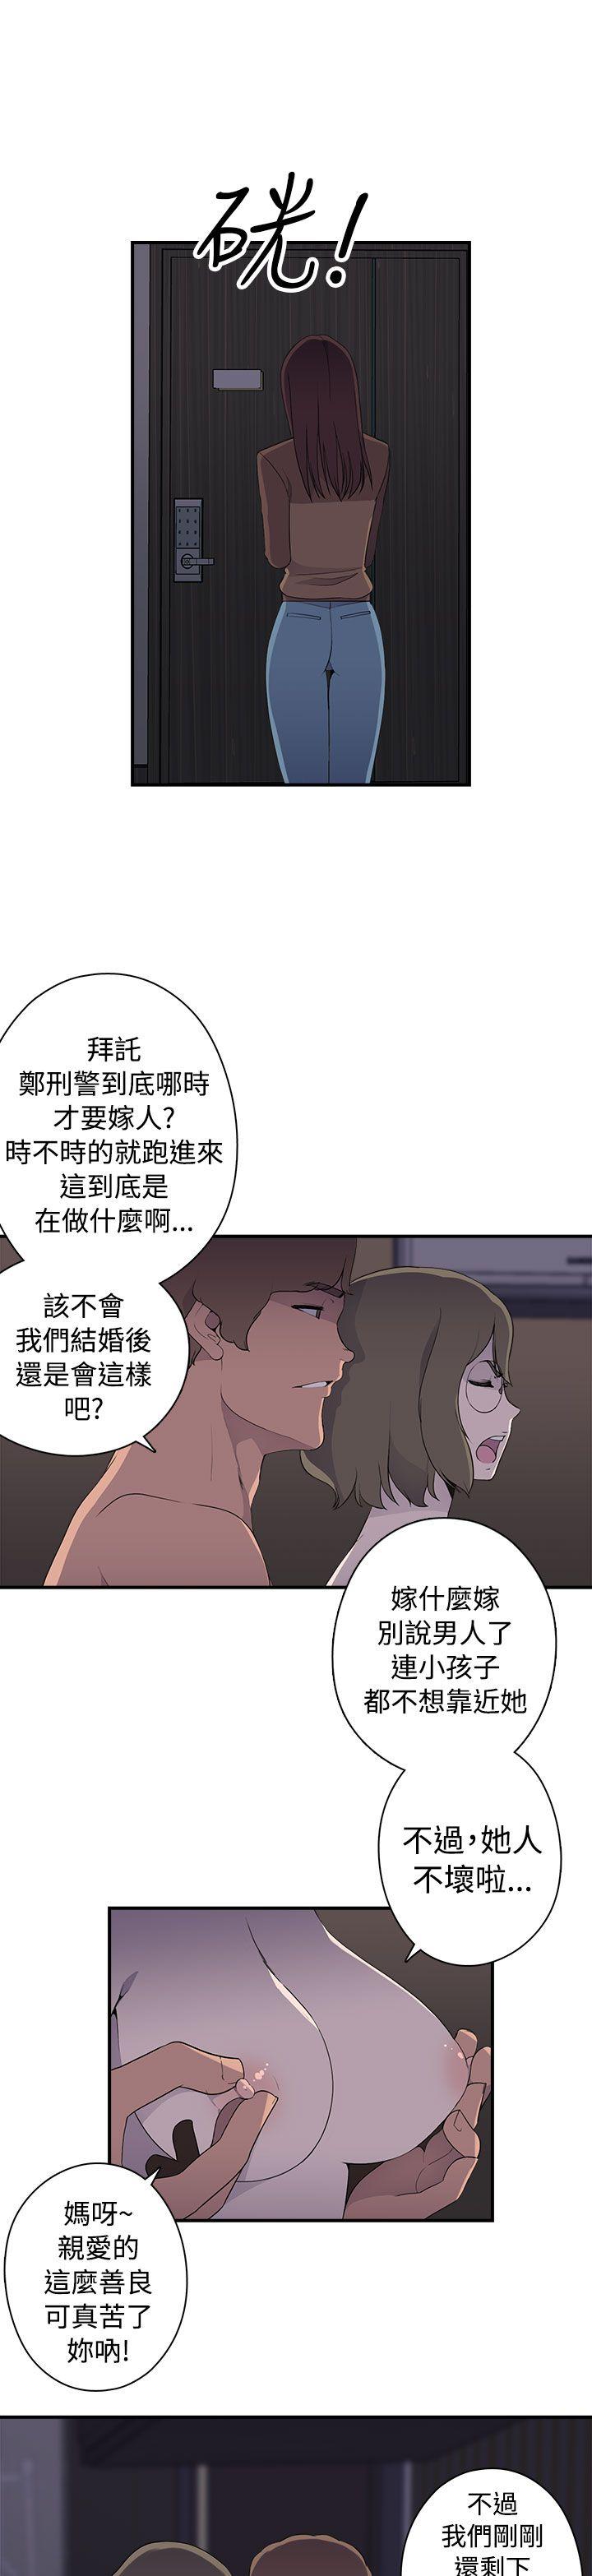 硄!
拜託
鄭刑警到底哪時
才要嫁人?
時不時的就跑進來
這到底是
在做什麼啊...
該不會
我們結婚後
還是會這樣
吧?
嫁什麼嫁
別說男人了
連小孩子
都不想靠近她
不過,她人
不壞啦...
媽呀~
親愛的
這麼善良
可真苦了
妳吶!
不過
我們剛剛
還剩下